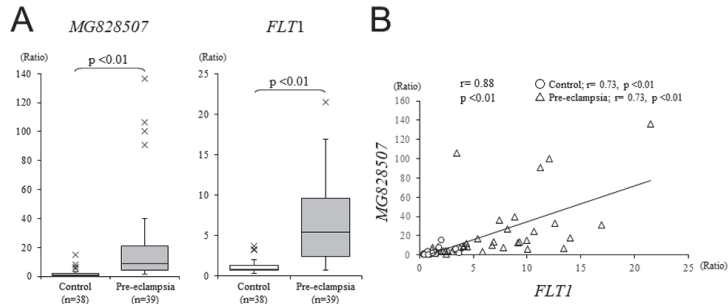 A
MG828507
(Ratio)
p <0.01
140
120
100
80
60
40
20
0
Control
(n=38)
Pre-eclampsia
(n=39)
FLT1
(Ratio)
p <0.01
25
20
15
10
5
0
Control
(n=38)
Pre-eclampsia
(n=39)
B
r= 0.88
p <0.01
Control; r= 0.73, p <0.01
Pre-eclampsia; r= 0.73, p <0.01
(Ratio)
MG828507
160
140
120
100
80
60
40
20
0
0
5
10
15
20
25
(Ratio)
FLT1